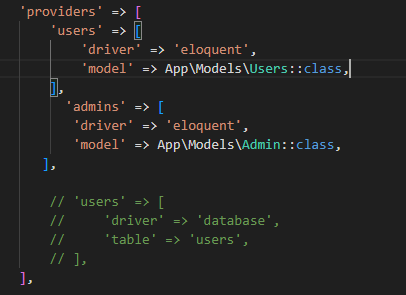 'providers' => [
    'users' => [
        'driver' => 'eloquent',
        'model' => App\Models\Users::class,
    ],
      'admins' => [
       'driver' => 'eloquent',
       'model' => App\Models\Admin::class,
   ],

    // 'users' => [
    //     'driver' => 'database',
    //     'table' => 'users',
    // ],
],